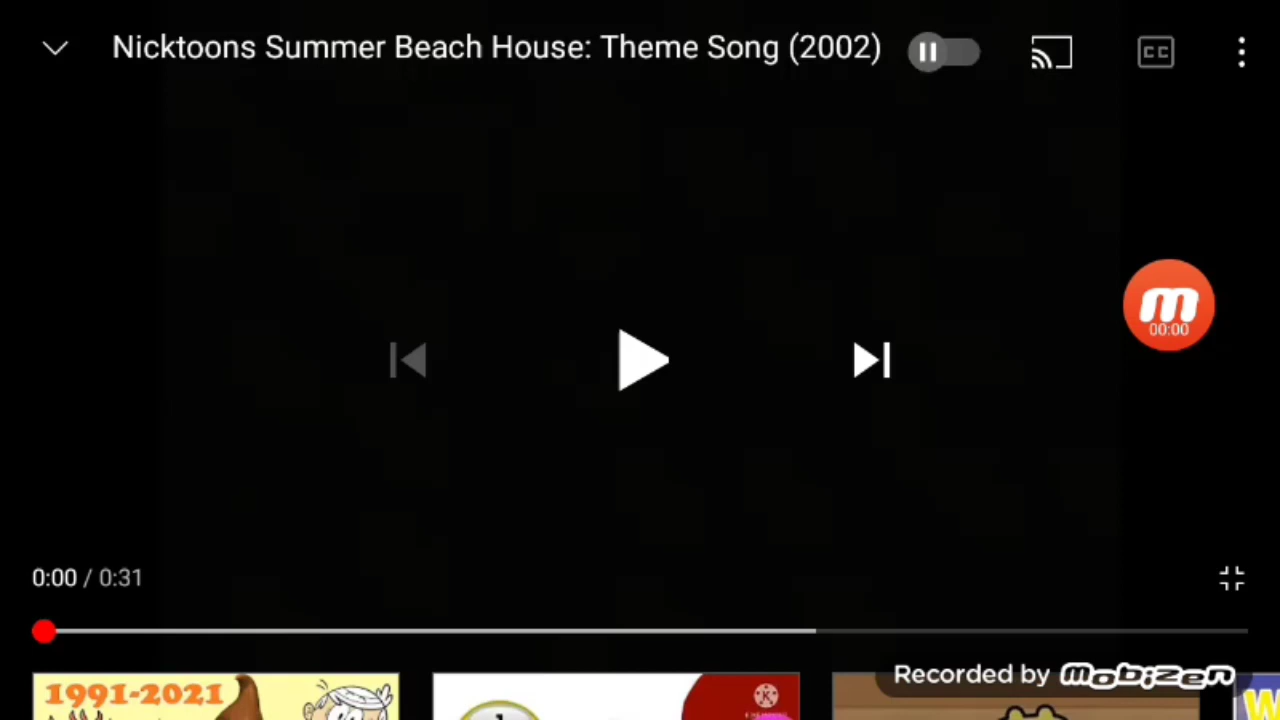 Nicktoons Summer Beach House: Theme Song (2002)
CC
m
00:00
0:00 / 0:31
Recorded by mobizen
1991-2021
K
W